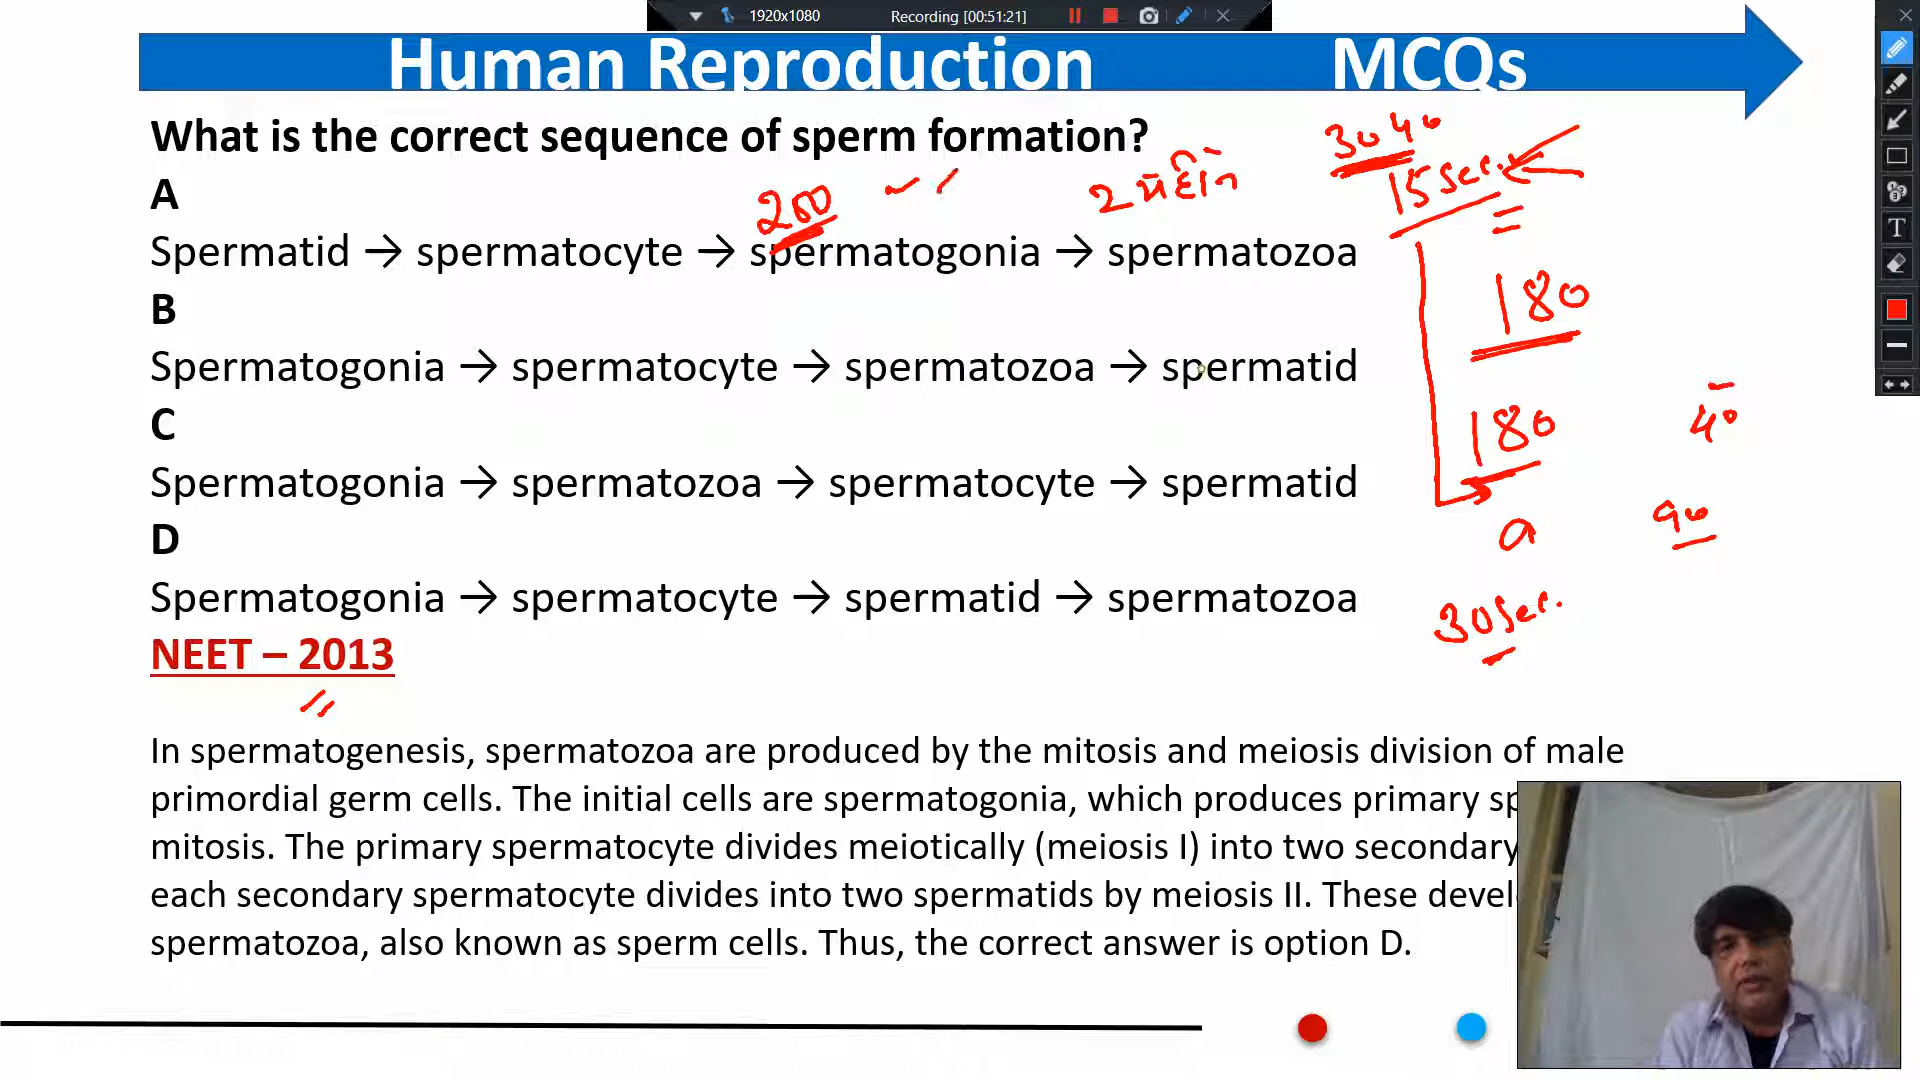 1920x1080 Recording [00:51:21]
Human Reproduction MCQs
What is the correct sequence of sperm formation?
30 40
15 sec.
A
200
2
Spermatid → spermatocyte → spermatogonia → spermatozoa
180
B
Spermatogonia → spermatocyte → spermatozoa → spermatid
180
40
C
Spermatogonia → spermatozoa → spermatocyte → spermatid
90
a
D
Spermatogonia → spermatocyte → spermatid → spermatozoa
30 Sec.
NEET – 2013
In spermatogenesis, spermatozoa are produced by the mitosis and meiosis division of male
primordial germ cells. The initial cells are spermatogonia, which produces primary sp
mitosis. The primary spermatocyte divides meiotically (meiosis I) into two secondary
each secondary spermatocyte divides into two spermatids by meiosis II. These devel
spermatozoa, also known as sperm cells. Thus, the correct answer is option D.